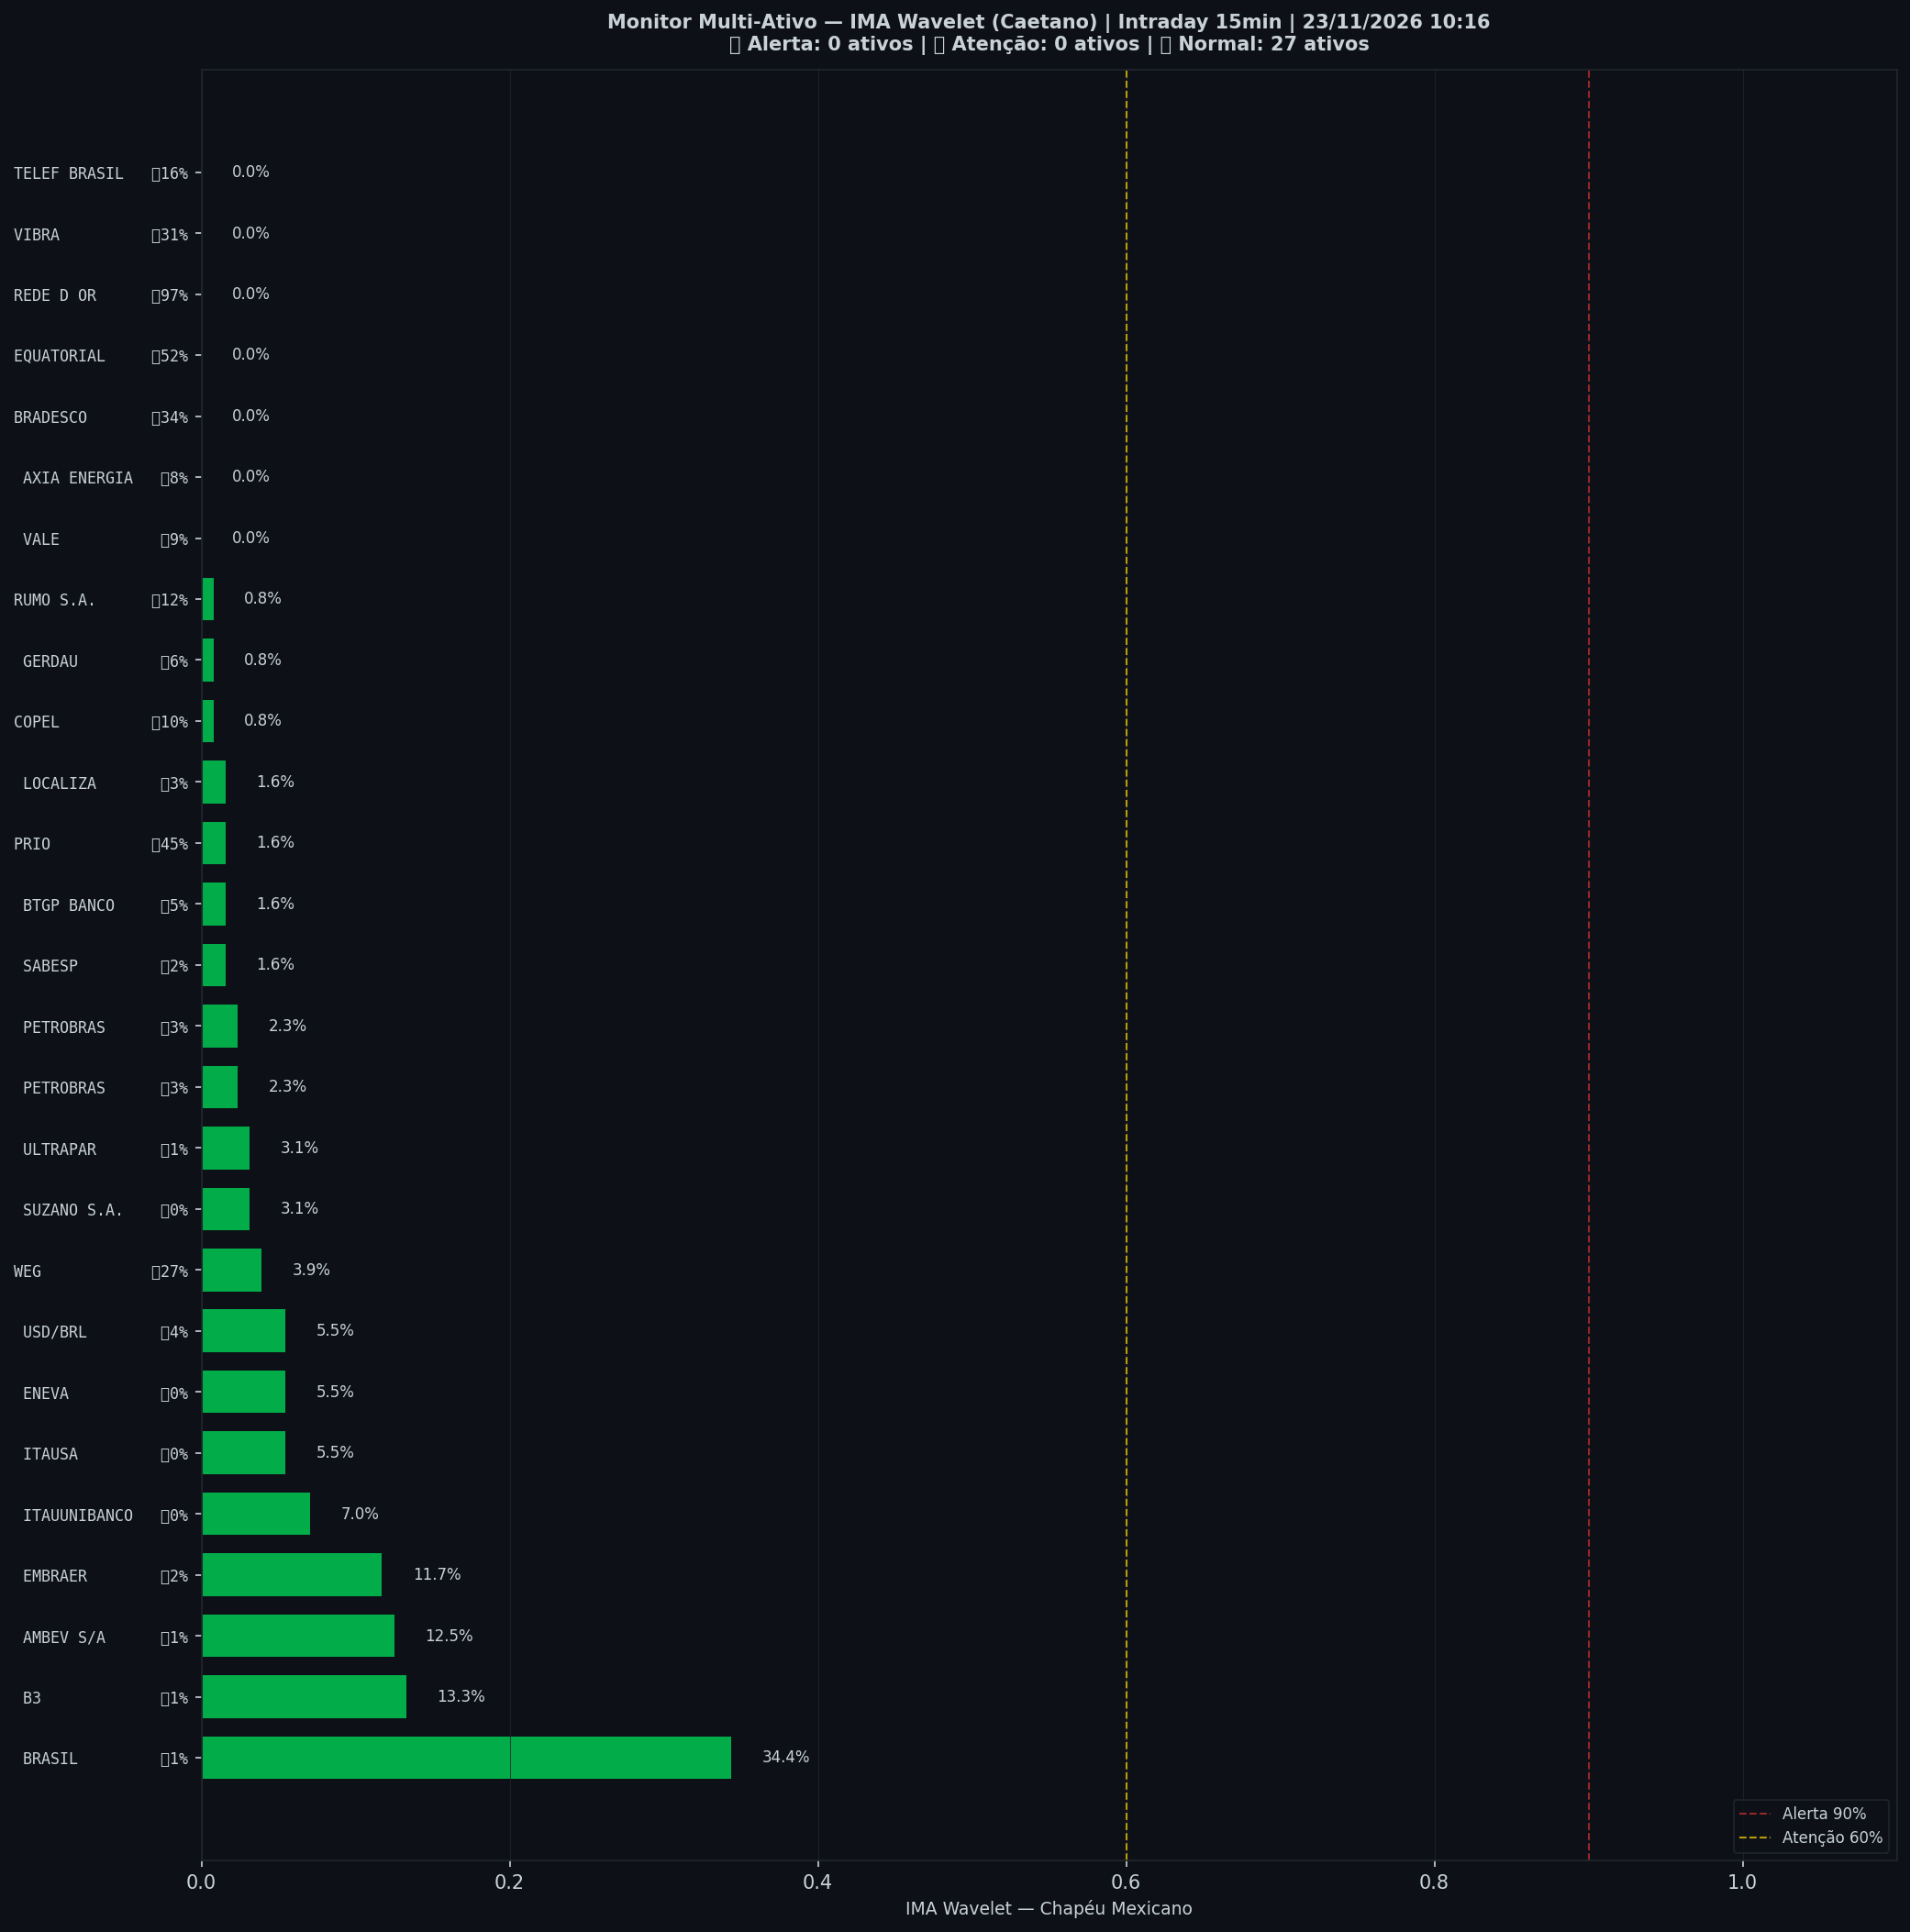 Monitor Multi-Ativo — IMA Wavelet (Caetano) | Intraday 15min | 23/11/2026 10:16
▯ Alerta: 0 ativos | ▯ Atenção: 0 ativos | ▯ Normal: 27 ativos
TELEF BRASIL ▯16% 0.0%
VIBRA ▯31% 0.0%
REDE D OR ▯97% 0.0%
EQUATORIAL ▯52% 0.0%
BRADESCO ▯34% 0.0%
AXIA ENERGIA ▯8% 0.0%
VALE ▯9% 0.0%
RUMO S.A. ▯12% 0.8%
GERDAU ▯6% 0.8%
COPEL ▯10% 0.8%
LOCALIZA ▯3% 1.6%
PRIO ▯45% 1.6%
BTGP BANCO ▯5% 1.6%
SABESP ▯2% 1.6%
PETROBRAS ▯3% 2.3%
PETROBRAS ▯3% 2.3%
ULTRAPAR ▯1% 3.1%
SUZANO S.A. ▯0% 3.1%
WEG ▯27% 3.9%
USD/BRL ▯4% 5.5%
ENEVA ▯0% 5.5%
ITAUSA ▯0% 5.5%
ITAUUNIBANCO ▯0% 7.0%
EMBRAER ▯2% 11.7%
AMBEV S/A ▯1% 12.5%
B3 ▯1% 13.3%
BRASIL ▯1% 34.4%
Alerta 90%
Atenção 60%
0.0 0.2 0.4 0.6 0.8 1.0
IMA Wavelet — Chapéu Mexicano